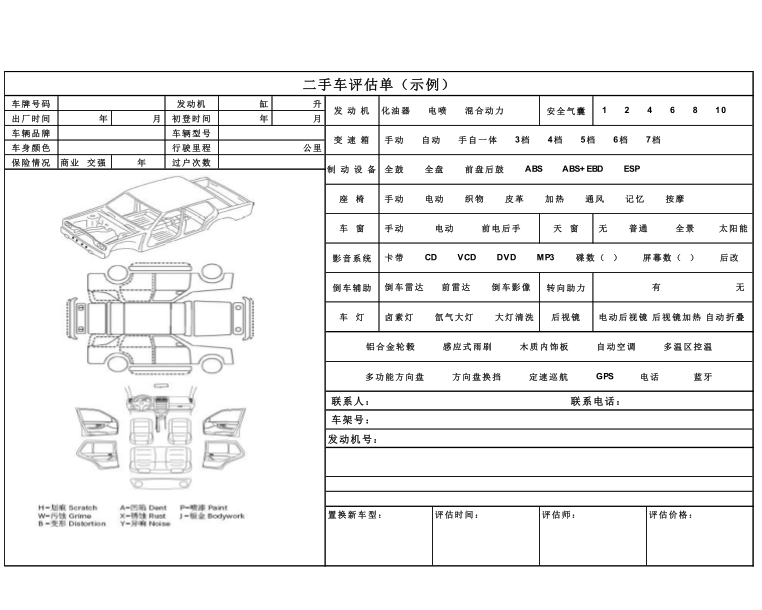 二手车评估单（示例）
车牌号码 发动机 缸 升
出厂时间 年 月 初登时间 年 月
车辆品牌 车辆型号
车身颜色 行驶里程 公里
保险情况 商业 交强 年 过户次数
发动机 化油器 电喷 混合动力 安全气囊 1 2 4 6 8 10
变速箱 手动 自动 手自一体 3档 4档 5档 6档 7档
制动设备 全鼓 全盘 前盘后鼓 ABS ABS+EBD ESP
座椅 手动 电动 织物 皮革 加热 通风 记忆 按摩
车窗 手动 电动 前电后手 天窗 无 普通 全景 太阳能
影音系统 卡带 CD VCD DVD MP3 碟数（ ） 屏幕数（ ） 后改
倒车辅助 倒车雷达 前雷达 倒车影像 转向助力 有 无
车灯 卤素灯 氙气大灯 大灯清洗 后视镜 电动后视镜 后视镜加热 自动折叠
铝合金轮毂 感应式雨刷 木质内饰板 自动空调 多温区控温
多功能方向盘 方向盘换挡 定速巡航 GPS 电话 蓝牙
联系人： 联系电话：
车架号：
发动机号：
H=划痕 Scratch A=凹陷 Dent P=喷漆 Paint
W=污蚀 Grime X=锈蚀 Rust J=钣金 Bodywork
B=变形 Distortion Y=异响 Noise
置换新车型： 评估时间： 评估师： 评估价格：